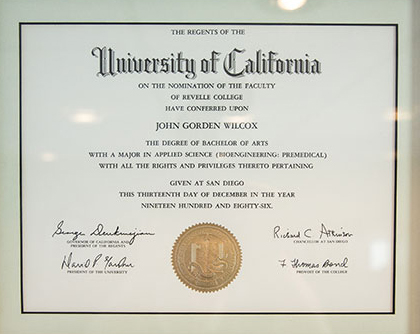 THE REGENTS OF THE
University of California
ON THE NOMINATION OF THE FACULTY
OF REVELLE COLLEGE
HAVE CONFERRED UPON
JOHN GORDEN WILCOX
THE DEGREE OF BACHELOR OF ARTS
WITH A MAJOR IN APPLIED SCIENCE (BIOENGINEERING: PREMEDICAL)
WITH ALL THE RIGHTS AND PRIVILEGES THERETO PERTAINING
GIVEN AT SAN DIEGO
THIS THIRTEENTH DAY OF DECEMBER IN THE YEAR
NINETEEN HUNDRED AND EIGHTY-SIX.
George Deukmejian
GOVERNOR OF CALIFORNIA AND
PRESIDENT OF THE REGENTS
Richard C Atkinson
CHANCELLOR AT SAN DIEGO
David P Gardner
PRESIDENT OF THE UNIVERSITY
F Thomas Bond
PROVOST OF THE COLLEGE